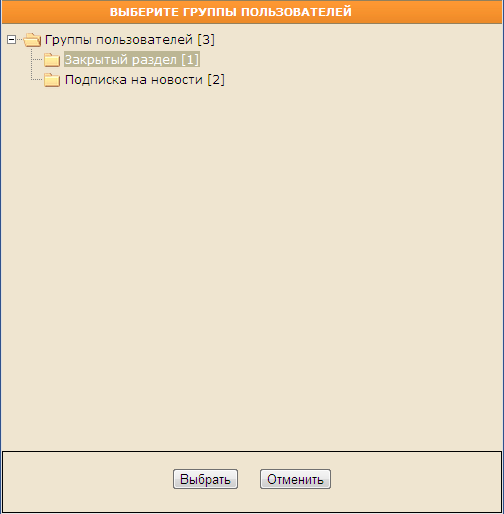 ВЫБЕРИТЕ ГРУППЫ ПОЛЬЗОВАТЕЛЕЙ
Группы пользователей [3]
Закрытый раздел [1]
Подписка на новости [2]
Выбрать Отменить